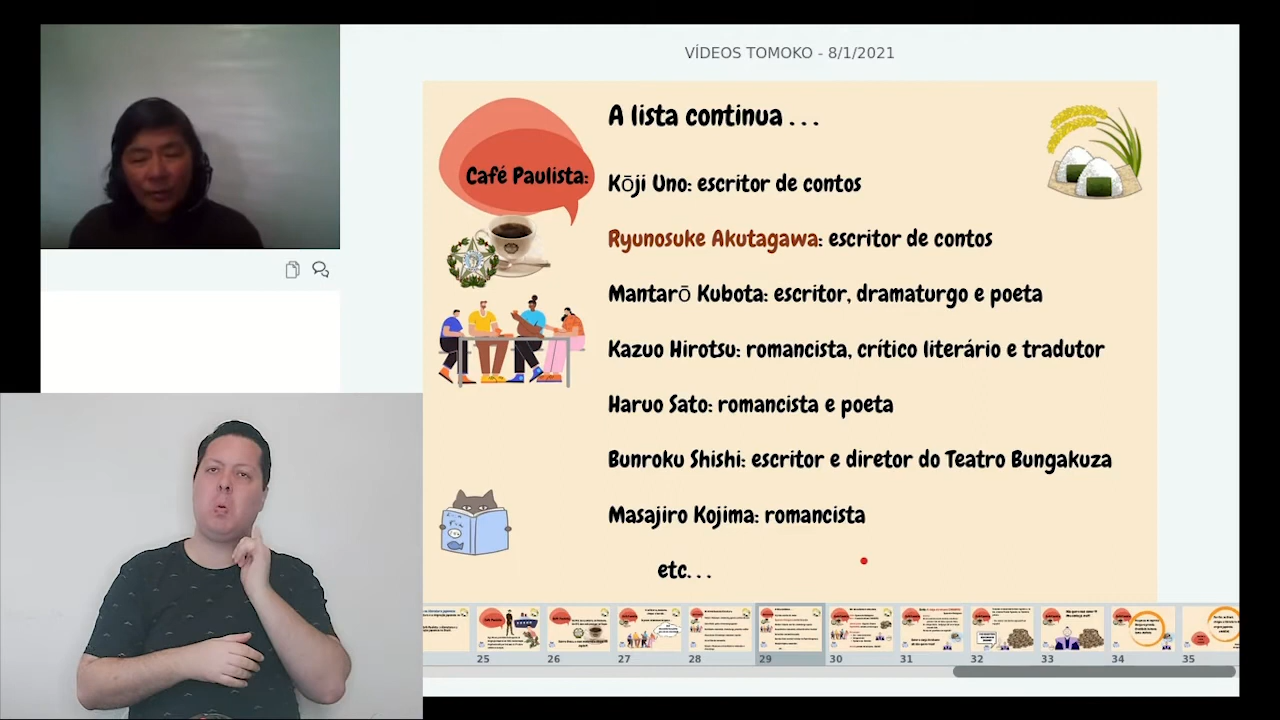 VÍDEOS TOMOKO - 8/1/2021
A lista continua . . .
Café Paulista:
Kōji Uno: escritor de contos
Ryunosuke Akutagawa: escritor de contos
Mantarō Kubota: escritor, dramaturgo e poeta
Kazuo Hirotsu: romancista, crítico literário e tradutor
Haruo Sato: romancista e poeta
Bunroku Shishi: escritor e diretor do Teatro Bungakuza
Masajiro Kojima: romancista
etc. . .
25 26 27 28 29 30 31 32 33 34 35